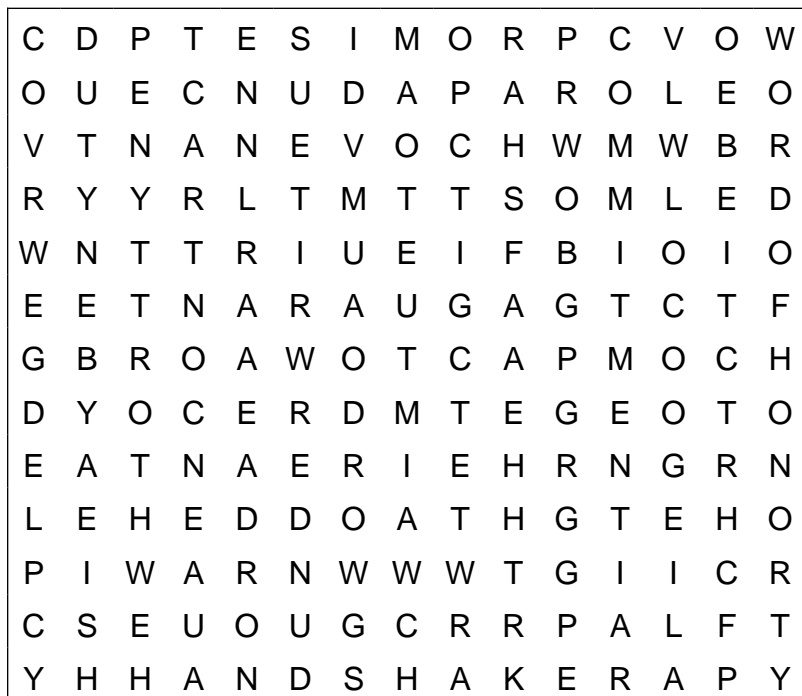 C D P T E S I M O R P C V O W
O U E C N U D A P A R O L E O
V T N A N E V O C H W M W B R
R Y Y R L T M T T S O M L E D
W N T T R I U E I F B I O I O
E E T N A R A U G A G T C T F
G B R O A W O T C A P M O C H
D Y O C E R D M T E G E O T O
E A T N A E R I E H R N G R N
L E H E D D O A T H G T E H O
P I W A R N W W W T G I I C R
C S E U O U G C R R P A L F T
Y H H A N D S H A K E R A P Y